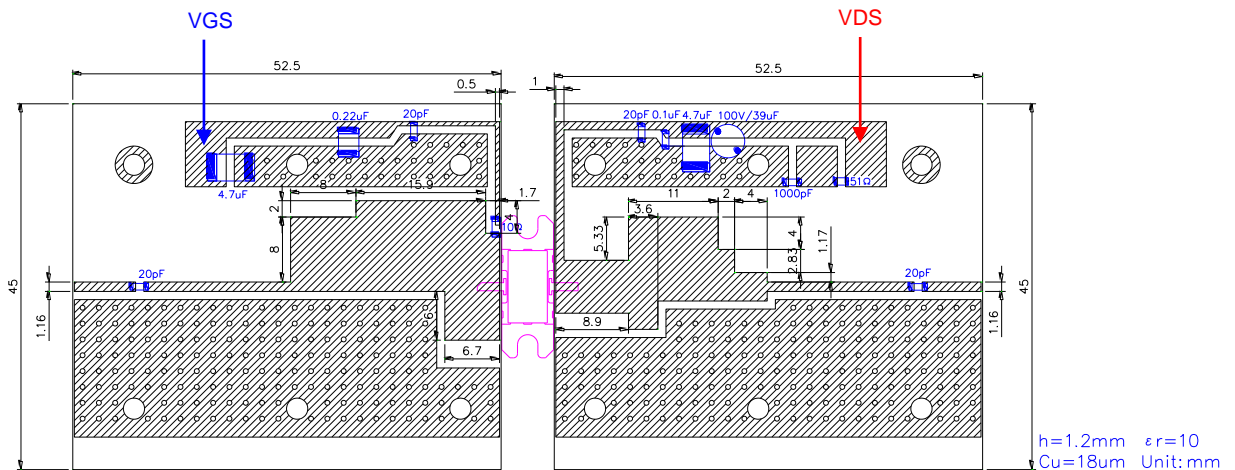 VGS
VDS
52.5
52.5
0.5
1
0.22uF
20pF
20pF
0.1uF
4.7uF
100V/39uF
4.7uF
1000pF
51Ω
8
15.9
1.7
11
2
4
2
4
3.6
10Ω
8
5.33
4
2.83
1.17
20pF
20pF
45
1.16
6
8.9
6.7
1.16
45
h=1.2mm εr=10
Cu=18um Unit:mm